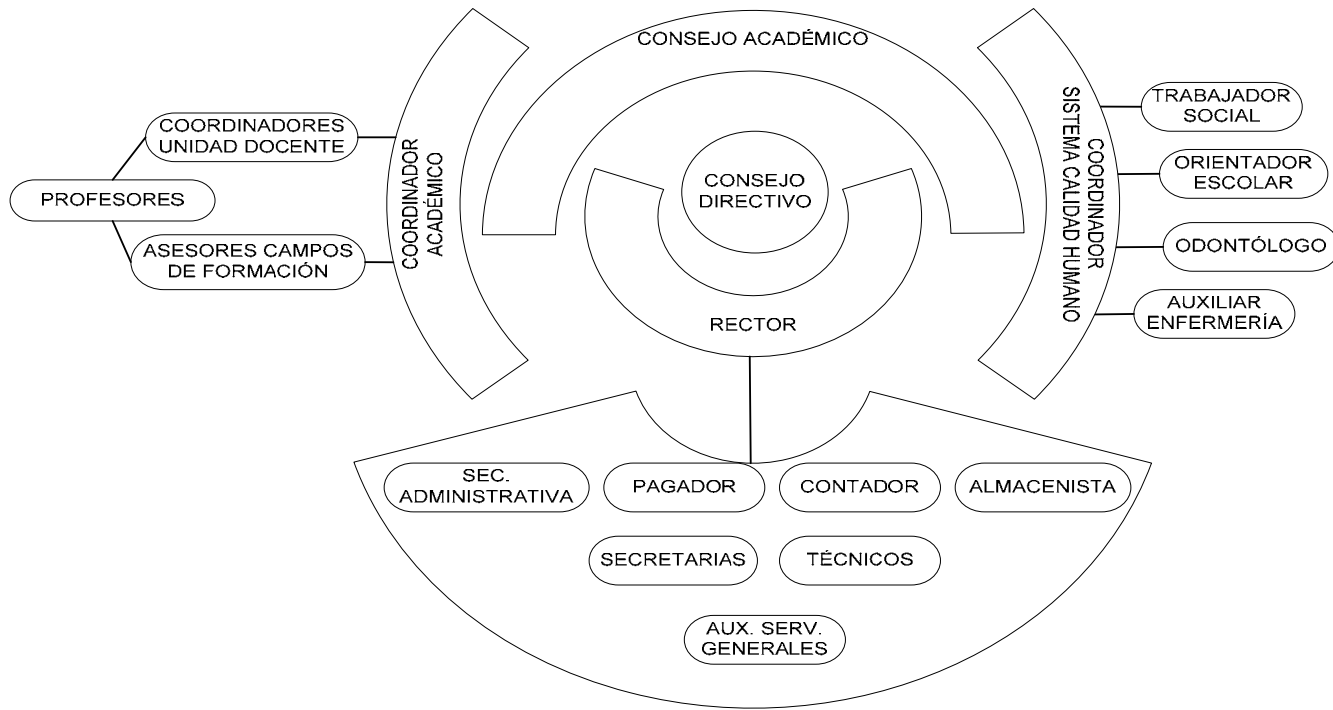 CONSEJO ACADÉMICO
CONSEJO
DIRECTIVO
RECTOR
COORDINADOR
ACADÉMICO
COORDINADORES
UNIDAD DOCENTE
PROFESORES
ASESORES CAMPOS
DE FORMACIÓN
COORDINADOR
SISTEMA CALIDAD HUMANO
TRABAJADOR
SOCIAL
ORIENTADOR
ESCOLAR
ODONTÓLOGO
AUXILIAR
ENFERMERÍA
SEC.
ADMINISTRATIVA
PAGADOR
CONTADOR
ALMACENISTA
SECRETARIAS
TÉCNICOS
AUX. SERV.
GENERALES